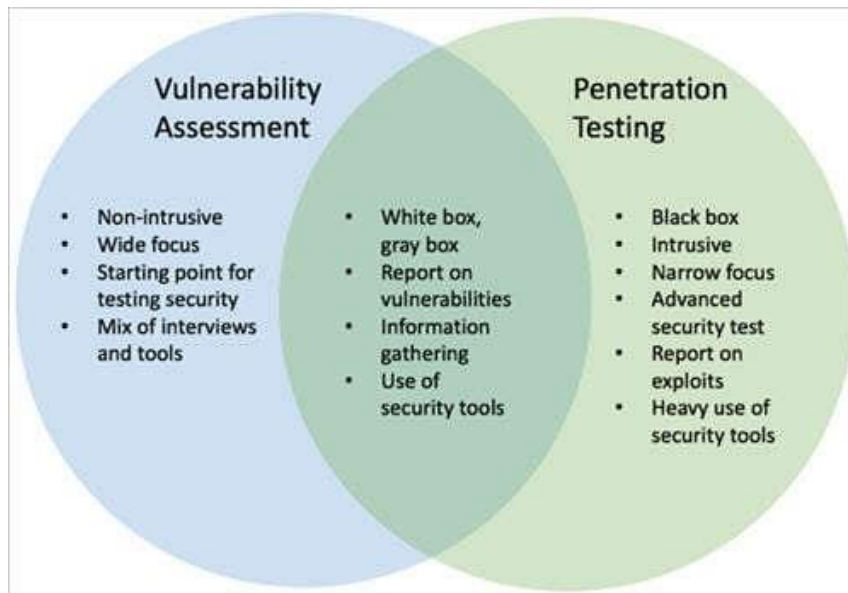 Vulnerability
Assessment
• Non-intrusive
• Wide focus
• Starting point for
testing security
• Mix of interviews
and tools
• White box,
gray box
• Report on
vulnerabilities
• Information
gathering
• Use of
security tools
Penetration
Testing
• Black box
• Intrusive
• Narrow focus
• Advanced
security test
• Report on
exploits
• Heavy use of
security tools